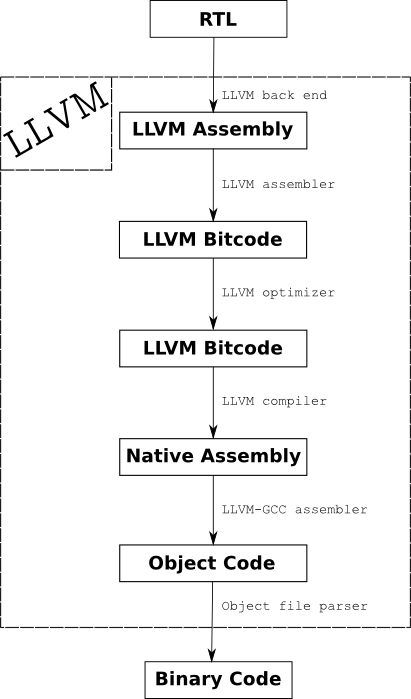 RTL
LLVM back end
LLVM
LLVM Assembly
LLVM assembler
LLVM Bitcode
LLVM optimizer
LLVM Bitcode
LLVM compiler
Native Assembly
LLVM-GCC assembler
Object Code
Object file parser
Binary Code